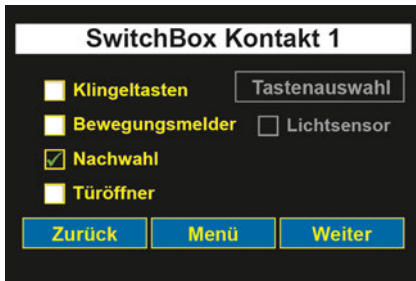 SwitchBox Kontakt 1
Klingeltasten Tastenauswahl
Bewegungsmelder Lichtsensor
Nachwahl
Türöffner
Zurück Menü Weiter